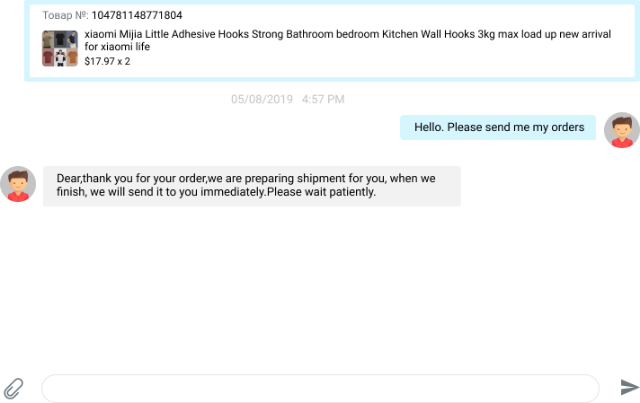 Товар №: 104781148771804
xiaomi Mijia Little Adhesive Hooks Strong Bathroom bedroom Kitchen Wall Hooks 3kg max load up new arrival
for xiaomi life
$17.97 x 2
05/08/2019 4:57 PM
Hello. Please send me my orders
Dear,thank you for your order,we are preparing shipment for you, when we
finish, we will send it to you immediately.Please wait patiently.